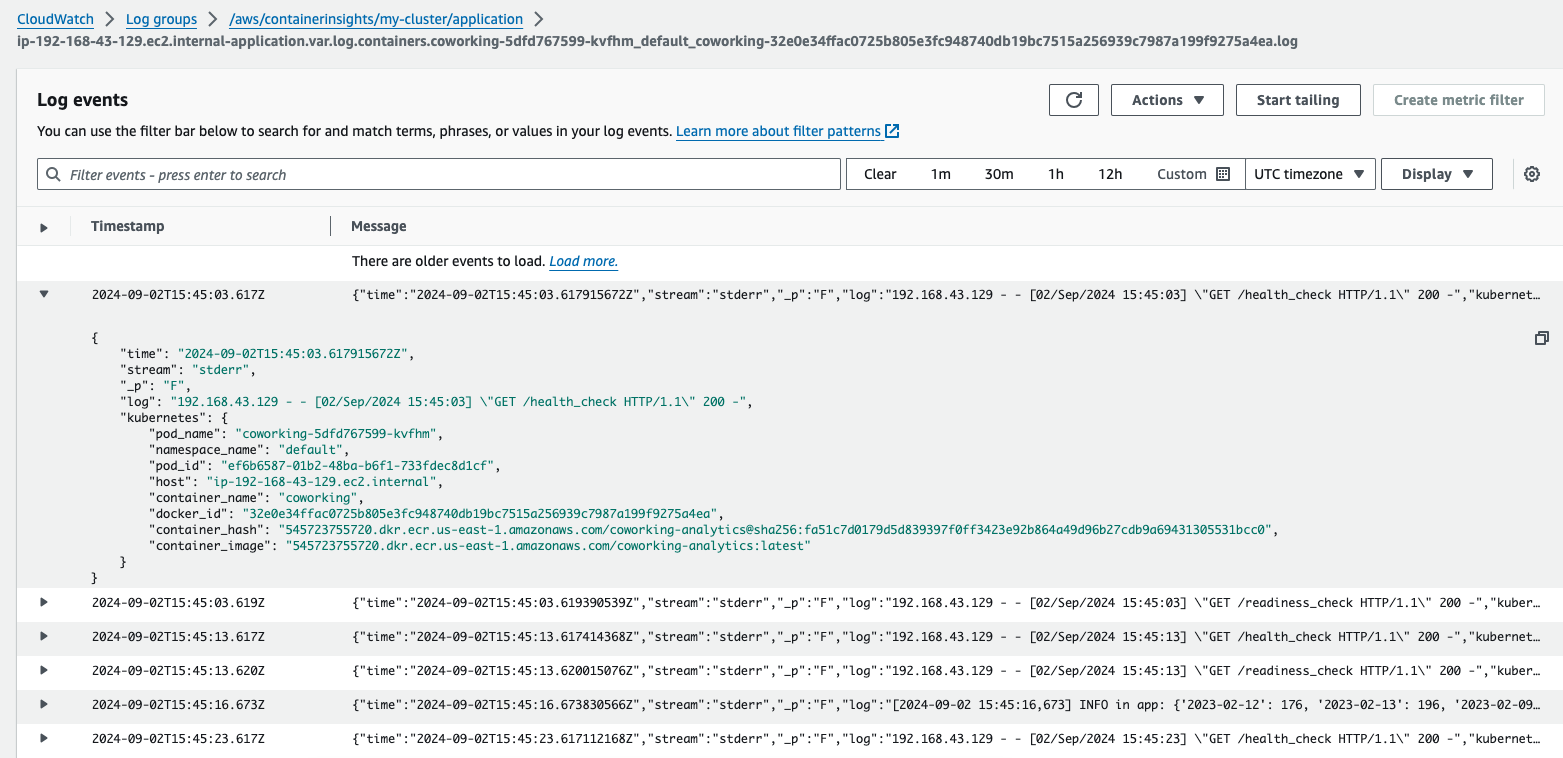 CloudWatch > Log groups > /aws/containerinsights/my-cluster/application >
ip-192-168-43-129.ec2.internal-application.var.log.containers.coworking-5dfd767599-kvfhm_default_coworking-32e0e34ffac0725b805e3fc948740db19bc7515a256939c7987a199f9275a4ea.log
Log events
Actions Start tailing Create metric filter
You can use the filter bar below to search for and match terms, phrases, or values in your log events. Learn more about filter patterns
Filter events - press enter to search Clear 1m 30m 1h 12h Custom UTC timezone Display
Timestamp Message
There are older events to load. Load more.
2024-09-02T15:45:03.617Z {"time":"2024-09-02T15:45:03.617915672Z","stream":"stderr","_p":"F","log":"192.168.43.129 - - [02/Sep/2024 15:45:03] \"GET /health_check HTTP/1.1\" 200 -","kubernet…
{
"time": "2024-09-02T15:45:03.617915672Z",
"stream": "stderr",
"_p": "F",
"log": "192.168.43.129 - - [02/Sep/2024 15:45:03] \"GET /health_check HTTP/1.1\" 200 -",
"kubernetes": {
"pod_name": "coworking-5dfd767599-kvfhm",
"namespace_name": "default",
"pod_id": "ef6b6587-01b2-48ba-b6f1-733fdec8d1cf",
"host": "ip-192-168-43-129.ec2.internal",
"container_name": "coworking",
"docker_id": "32e0e34ffac0725b805e3fc948740db19bc7515a256939c7987a199f9275a4ea",
"container_hash": "545723755720.dkr.ecr.us-east-1.amazonaws.com/coworking-analytics@sha256:fa51c7d0179d5d839397f0ff3423e92b864a49d96b27cdb9a69431305531bcc0",
"container_image": "545723755720.dkr.ecr.us-east-1.amazonaws.com/coworking-analytics:latest"
}
}
2024-09-02T15:45:03.619Z {"time":"2024-09-02T15:45:03.619390539Z","stream":"stderr","_p":"F","log":"192.168.43.129 - - [02/Sep/2024 15:45:03] \"GET /readiness_check HTTP/1.1\" 200 -","kuber…
2024-09-02T15:45:13.617Z {"time":"2024-09-02T15:45:13.617414368Z","stream":"stderr","_p":"F","log":"192.168.43.129 - - [02/Sep/2024 15:45:13] \"GET /health_check HTTP/1.1\" 200 -","kubernet…
2024-09-02T15:45:13.620Z {"time":"2024-09-02T15:45:13.620015076Z","stream":"stderr","_p":"F","log":"192.168.43.129 - - [02/Sep/2024 15:45:13] \"GET /readiness_check HTTP/1.1\" 200 -","kuber…
2024-09-02T15:45:16.673Z {"time":"2024-09-02T15:45:16.673830566Z","stream":"stderr","_p":"F","log":"[2024-09-02 15:45:16,673] INFO in app: {'2023-02-12': 176, '2023-02-13': 196, '2023-02-09…
2024-09-02T15:45:23.617Z {"time":"2024-09-02T15:45:23.617112168Z","stream":"stderr","_p":"F","log":"192.168.43.129 - - [02/Sep/2024 15:45:23] \"GET /health_check HTTP/1.1\" 200 -","kubernet…